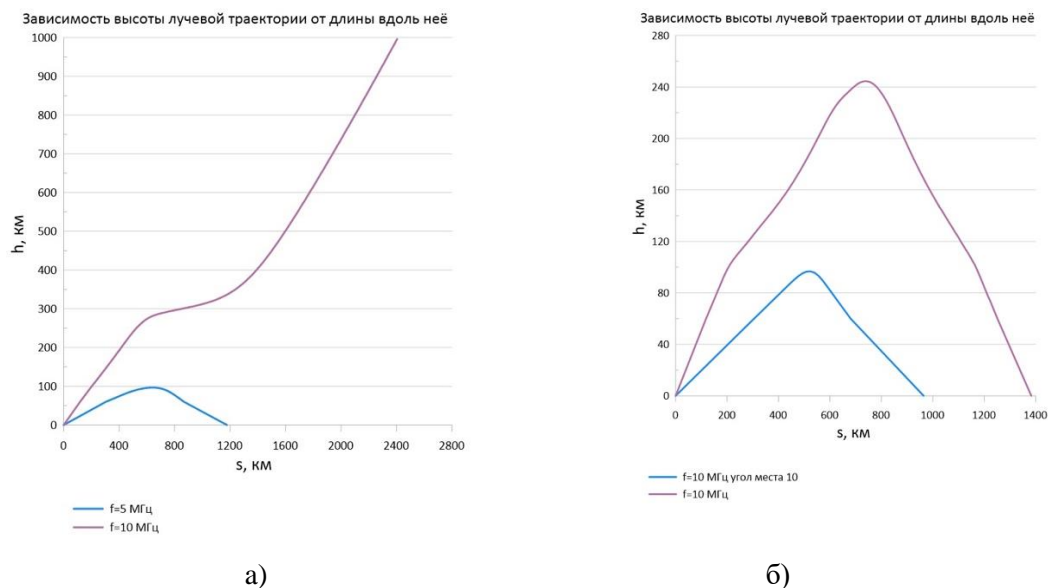 Зависимость высоты лучевой траектории от длины вдоль неё
1000
900
800
700
600
500
400
300
200
100
0
h, км
0 400 800 1200 1600 2000 2400 2800
s, км
f=5 МГц
f=10 МГц
а)
Зависимость высоты лучевой траектории от длины вдоль неё
280
240
200
160
120
80
40
0
h, км
0 200 400 600 800 1000 1200 1400
s, км
f=10 МГц угол места 10
f=10 МГц
б)